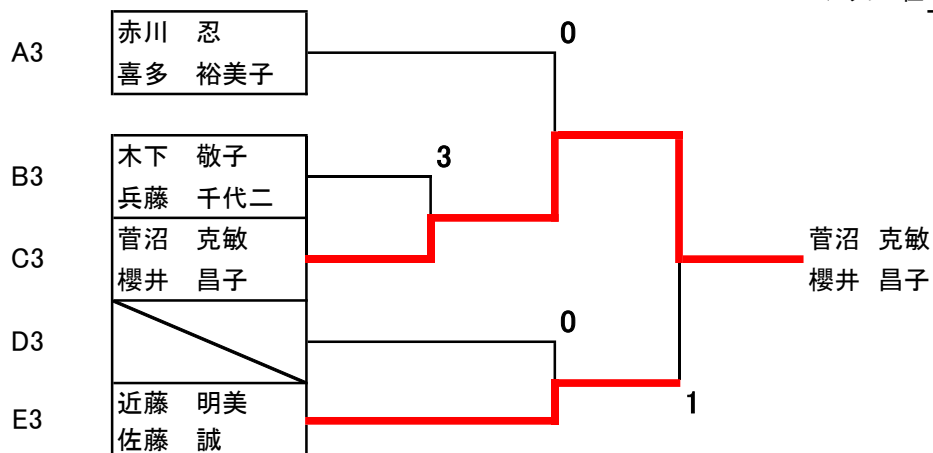 0
A3
赤川 忍
喜多 裕美子
B3
木下 敬子
兵藤 千代二
3
C3
菅沼 克敏
櫻井 昌子
菅沼 克敏
櫻井 昌子
D3
0
E3
近藤 明美
佐藤 誠
1